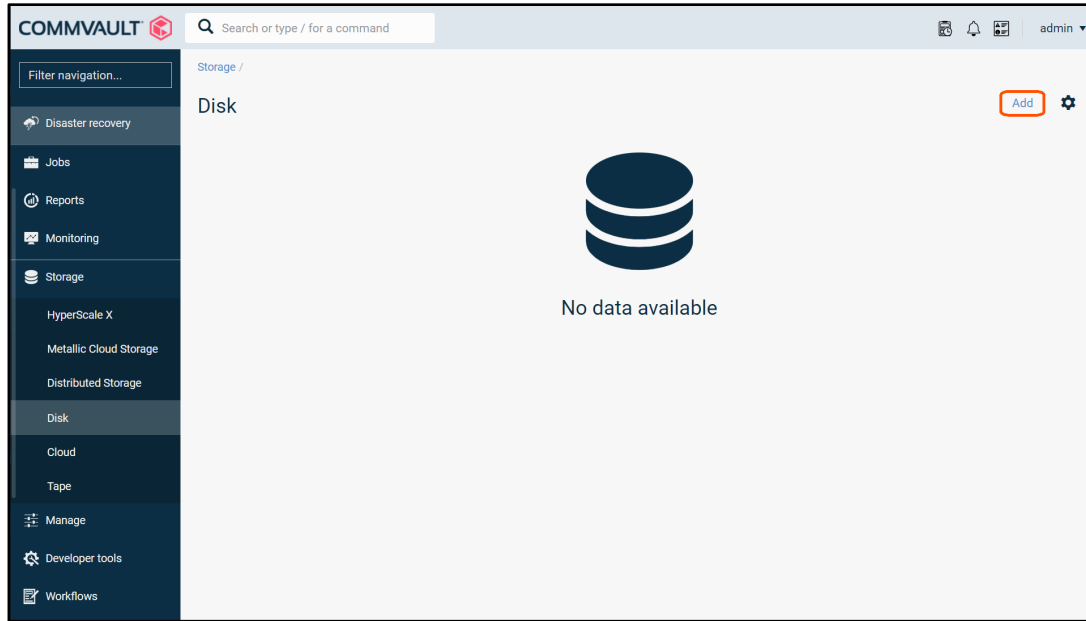 COMMVAULT
Search or type / for a command
admin
Filter navigation...
Storage /
Disk
Add
Disaster recovery
Jobs
Reports
Monitoring
Storage
HyperScale X
Metallic Cloud Storage
Distributed Storage
Disk
Cloud
Tape
Manage
Developer tools
Workflows
No data available